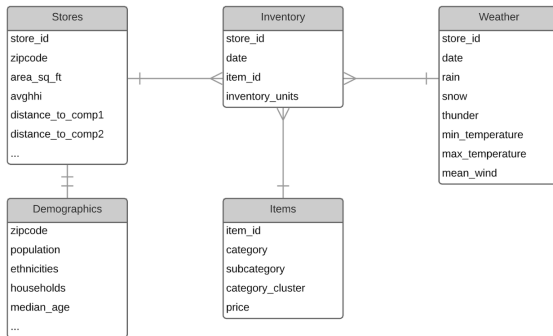 Stores
store_id
zipcode
area_sq_ft
avghhi
distance_to_comp1
distance_to_comp2
...
Inventory
store_id
date
item_id
inventory_units
Weather
store_id
date
rain
snow
thunder
min_temperature
max_temperature
mean_wind
Demographics
zipcode
population
ethnicities
households
median_age
...
Items
item_id
category
subcategory
category_cluster
price